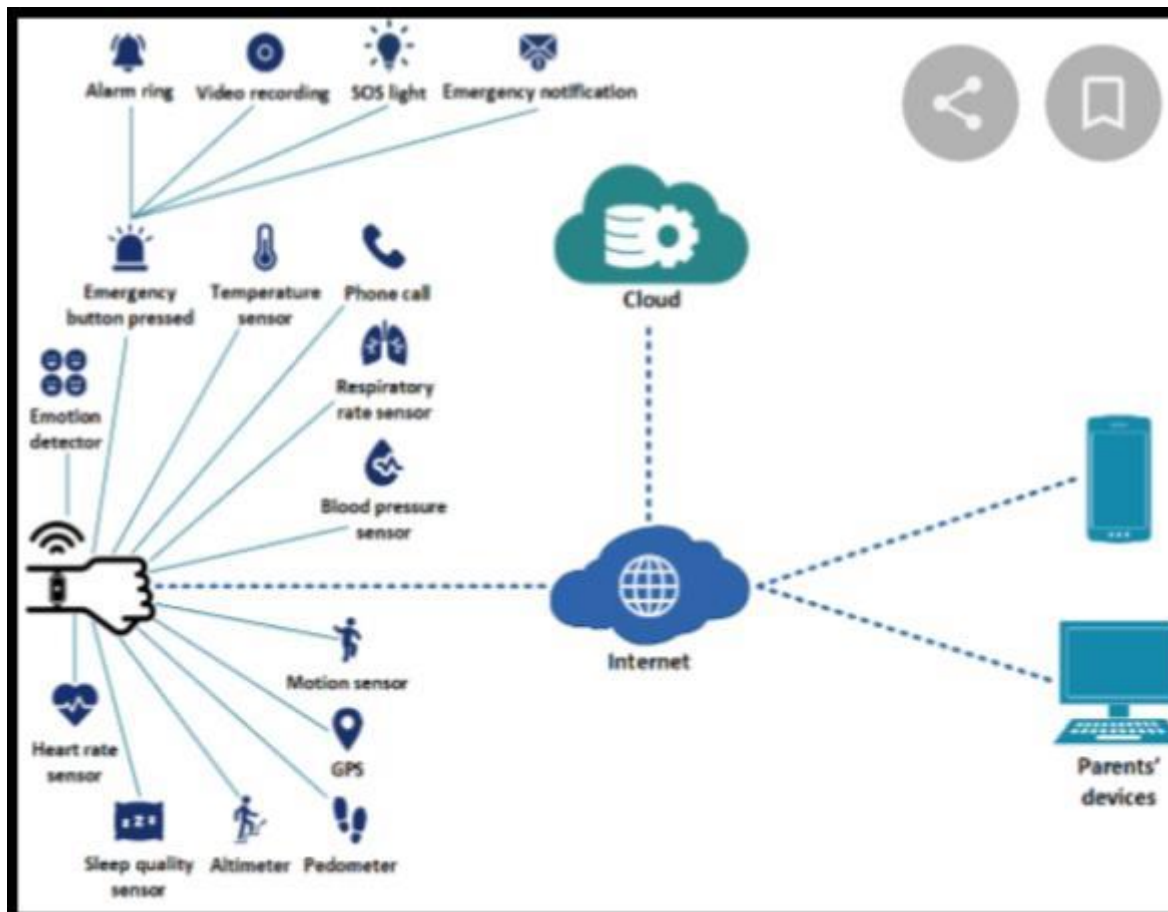 Alarm ring
Video recording
SOS light
Emergency notification
Emergency
button pressed
Temperature
sensor
Phone call
Cloud
Respiratory
rate sensor
Emotion
detector
Blood pressure
sensor
Internet
Motion sensor
Heart rate
sensor
GPS
Parents'
devices
Sleep quality
sensor
Altimeter
Pedometer
zzz